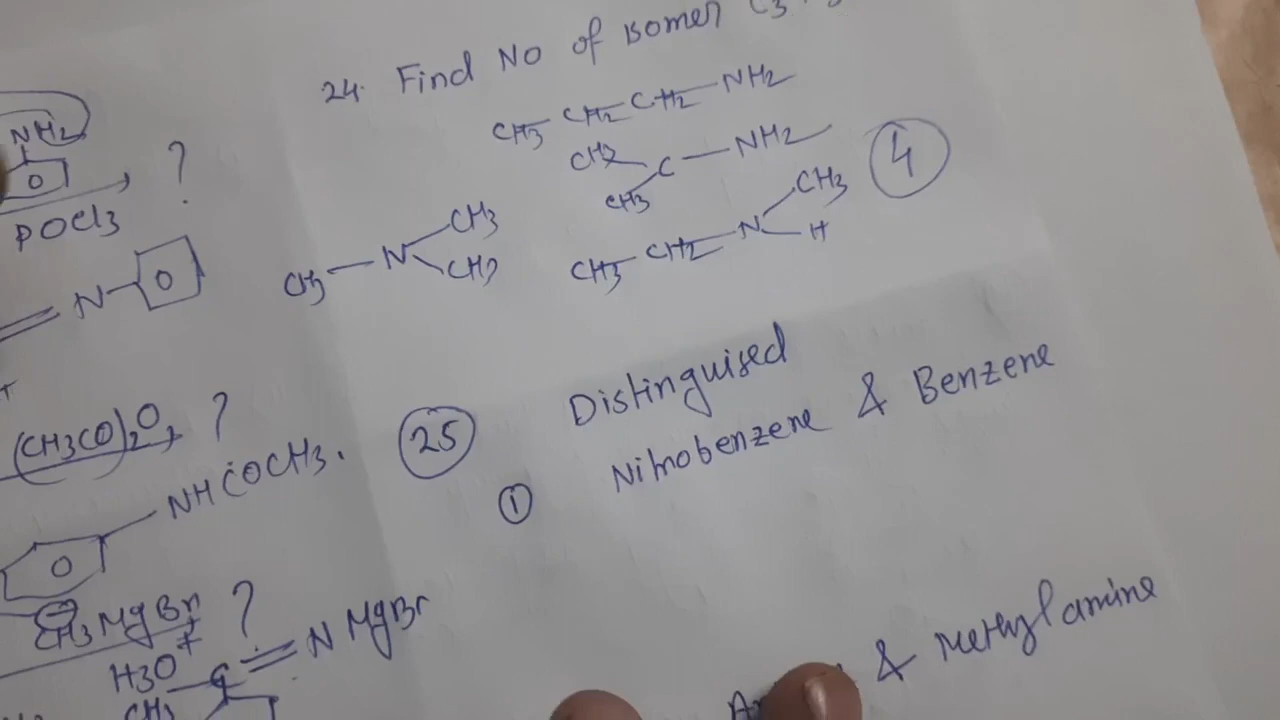 24. Find No of isomer
CH3 CH2 CH2 NH2
CH3 C NH2
CH3
4
CH3 CH2 N CH3
H
CH3 N CH3
CH3
NH2
POCl3 ?
N
(CH3CO)2O ?
NHCOCH3.
CH3MgBr ?
H3O+
CH3 C = N MgBr
25 Distinguised
① Nitrobenzene & Benzene
& Methylamine